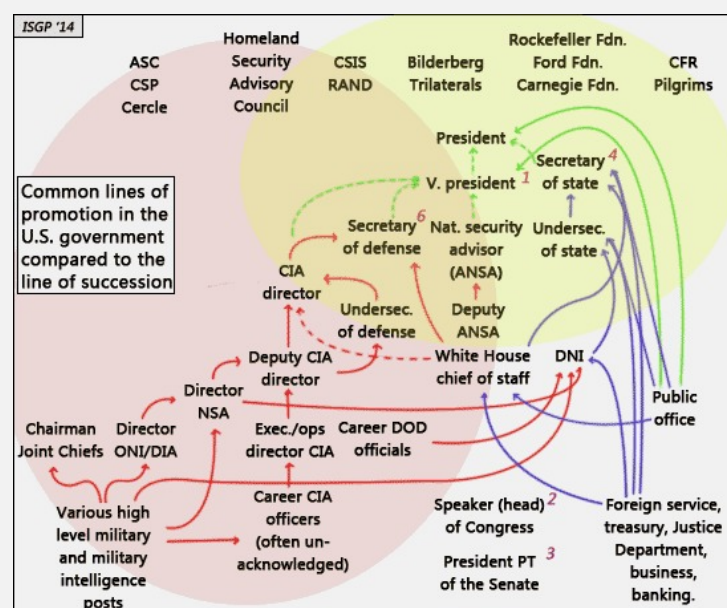 ISGP '14
ASC
CSP
Cercle
Homeland
Security
Advisory
Council
CSIS
RAND
Bilderberg
Trilaterals
Rockefeller Fdn.
Ford Fdn.
Carnegie Fdn.
CFR
Pilgrims
Common lines of
promotion in the
U.S. government
compared to the
line of succession
President
V. president 1
Secretary 4
of state
Secretary 6
of defense
Nat. security
advisor
(ANSA)
Undersec.
of state
CIA
director
Undersec.
of defense
Deputy
ANSA
Deputy CIA
director
White House
chief of staff
DNI
Director
NSA
Public
office
Chairman
Joint Chiefs
Director
ONI/DIA
Exec./ops
director CIA
Career DOD
officials
Various high
level military
and military
intelligence
posts
Career CIA
officers
(often un-
acknowledged)
Speaker (head) 2
of Congress
President PT 3
of the Senate
Foreign service,
treasury, Justice
Department,
business,
banking.